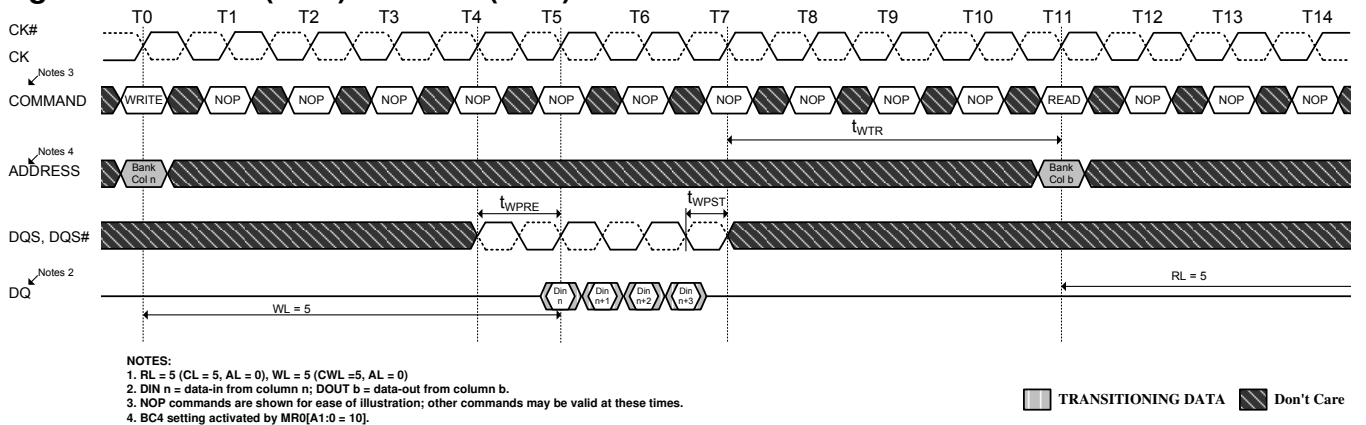 T0 T1 T2 T3 T4 T5 T6 T7 T8 T9 T10 T11 T12 T13 T14
CK#
CK
Notes 3
COMMAND WRITE NOP NOP NOP NOP NOP NOP NOP NOP NOP NOP READ NOP NOP NOP
tWTR
Notes 4
ADDRESS
Bank
Col n
Bank
Col b
tWPRE tWPST
DQS, DQS#
Notes 2
DQ
Din
n
Din
n+1
Din
n+2
Din
n+3
RL = 5
WL = 5
NOTES:
1. RL = 5 (CL = 5, AL = 0), WL = 5 (CWL =5, AL = 0)
2. DIN n = data-in from column n; DOUT b = data-out from column b.
3. NOP commands are shown for ease of illustration; other commands may be valid at these times.
4. BC4 setting activated by MR0[A1:0 = 10].
TRANSITIONING DATA Don't Care